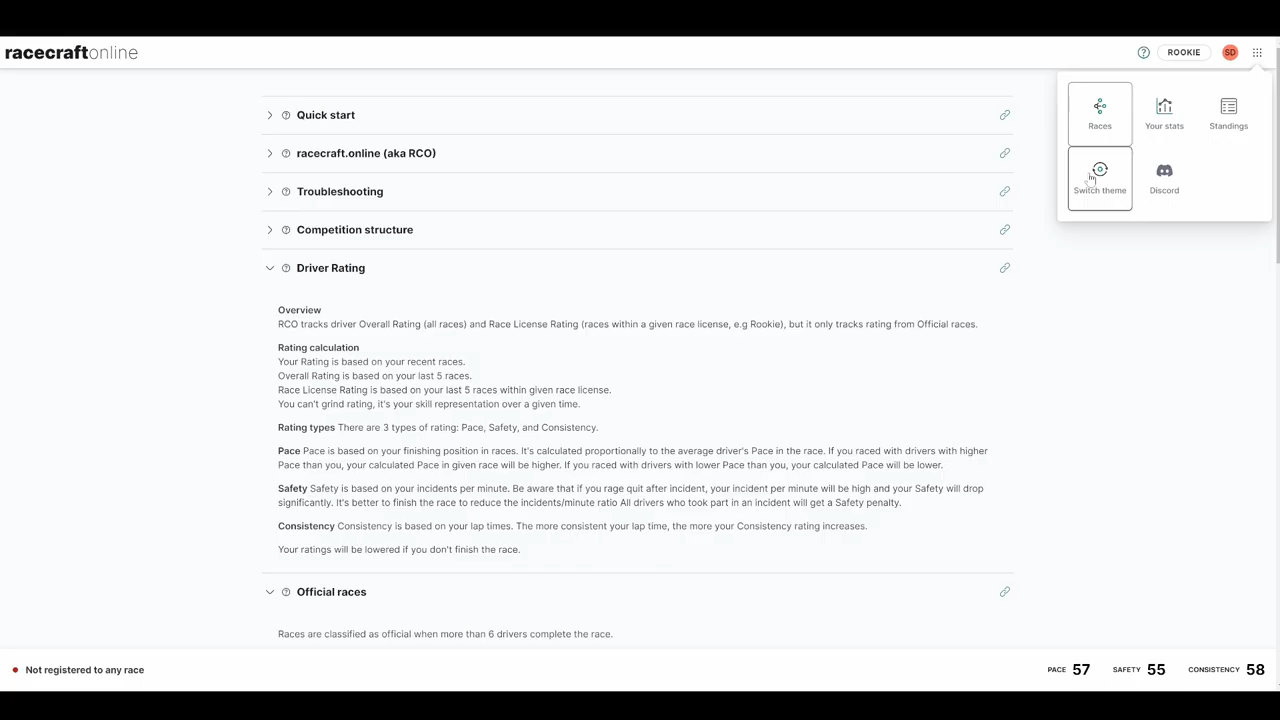 racecraftonline
ROOKIE
SD
Races
Your stats
Standings
Switch theme
Discord
Quick start
racecraft.online (aka RCO)
Troubleshooting
Competition structure
Driver Rating
Overview
RCO tracks driver Overall Rating (all races) and Race License Rating (races within a given race license, e.g Rookie), but it only tracks rating from Official races.
Rating calculation
Your Rating is based on your recent races.
Overall Rating is based on your last 5 races.
Race License Rating is based on your last 5 races within given race license.
You can't grind rating, it's your skill representation over a given time.
Rating types There are 3 types of rating: Pace, Safety, and Consistency.
Pace Pace is based on your finishing position in races. It's calculated proportionally to the average driver's Pace in the race. If you raced with drivers with higher
Pace than you, your calculated Pace in given race will be higher. If you raced with drivers with lower Pace than you, your calculated Pace will be lower.
Safety Safety is based on your incidents per minute. Be aware that if you rage quit after incident, your incident per minute will be high and your Safety will drop
significantly. It's better to finish the race to reduce the incidents/minute ratio All drivers who took part in an incident will get a Safety penalty.
Consistency Consistency is based on your lap times. The more consistent your lap time, the more your Consistency rating increases.
Your ratings will be lowered if you don't finish the race.
Official races
Races are classified as official when more than 6 drivers complete the race.
Not registered to any race
PACE 57 SAFETY 55 CONSISTENCY 58